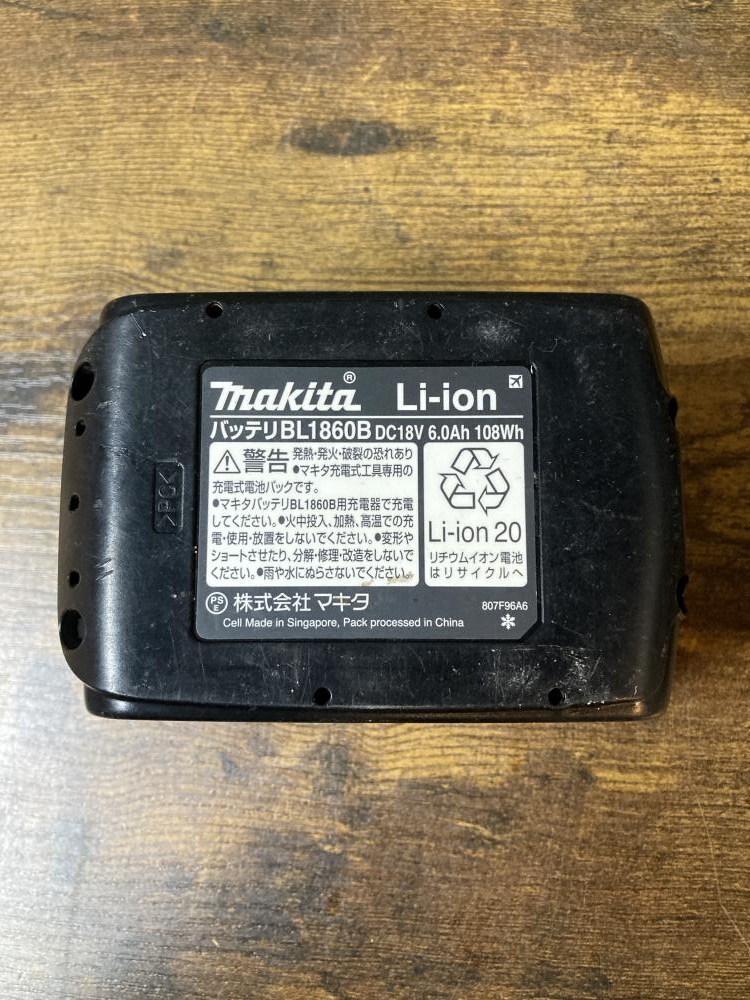 makita® Li-ion
バッテリBL1860B DC18V 6.0Ah 108Wh
警告 発熱・発火・破裂の恐れあり
●マキタ充電式工具専用の
充電式電池パックです。
●マキタバッテリBL1860B用充電器で充電
してください。●火中投入、加熱、高温での充
電・使用・放置をしないでください。●変形や
ショートさせたり、分解・修理・改造をしないで
ください。●雨や水にぬらさないでください。
Li-ion 20
リチウムイオン電池
はリサイクルへ
PSE 株式会社マキタ
807F96A6
Cell Made in Singapore, Pack processed in China
>PC<